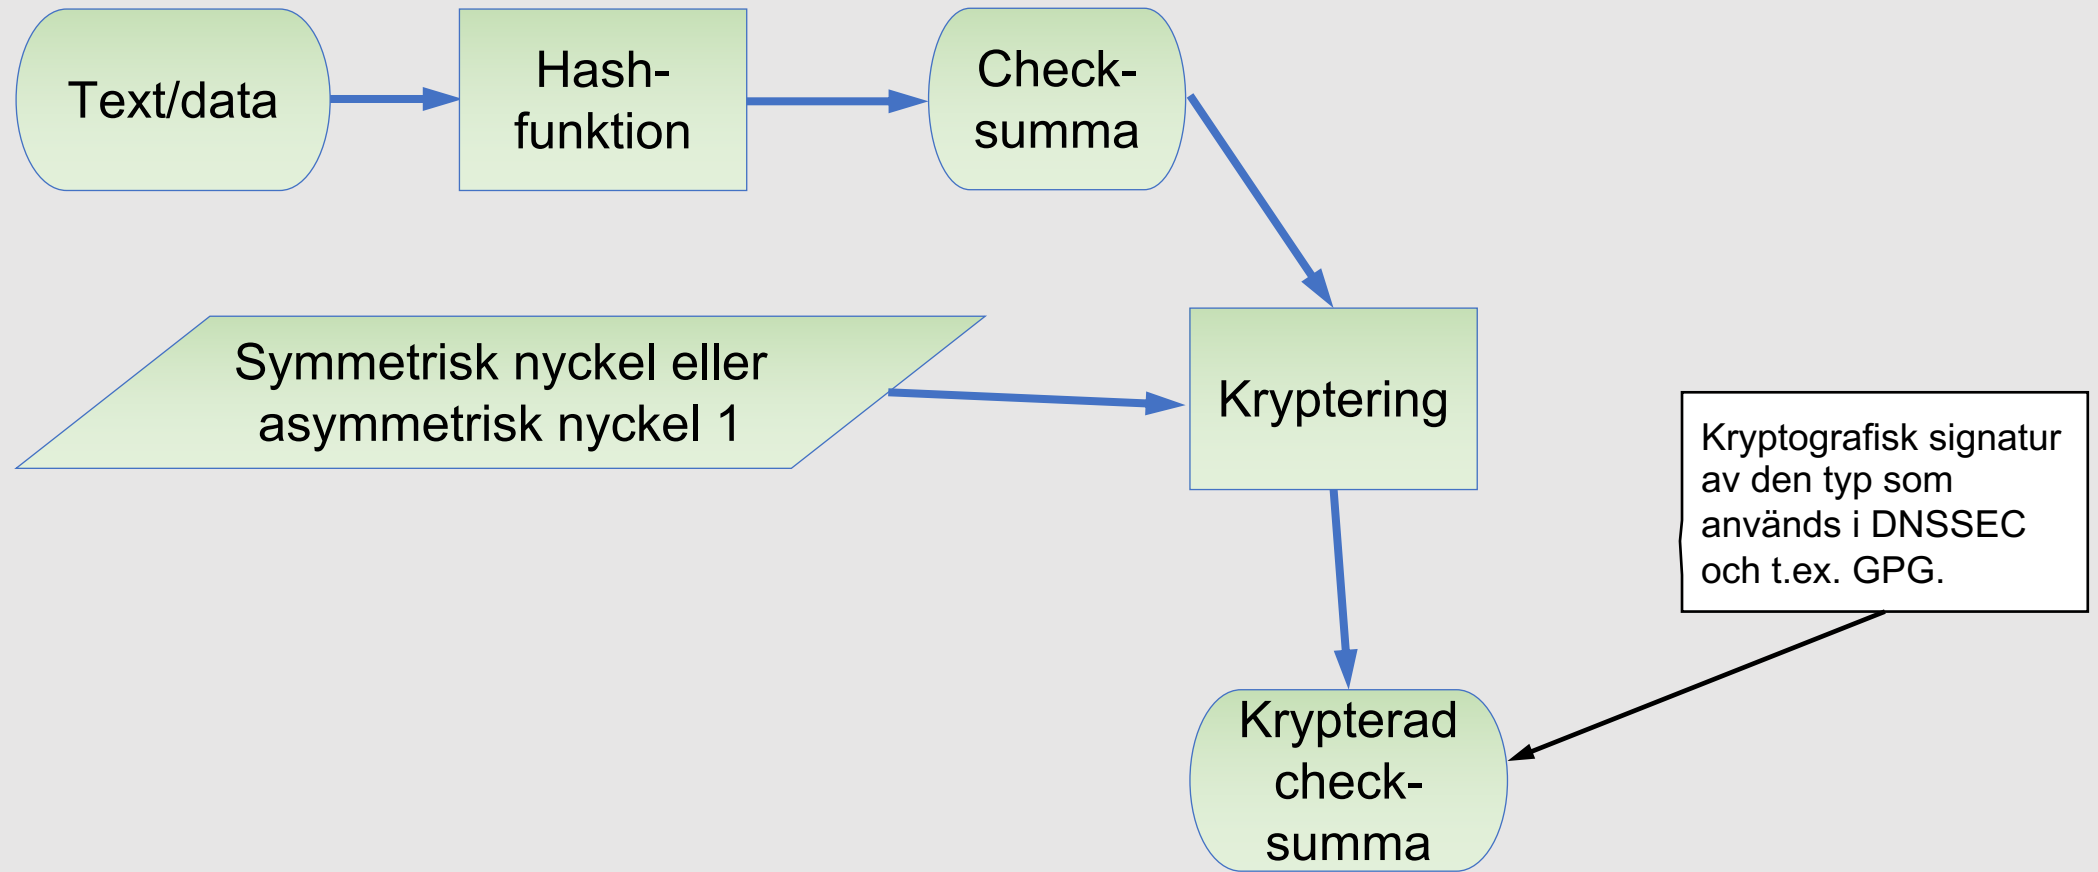 Text/data
Hash-
funktion
Check-
summa
Symmetrisk nyckel eller
asymmetrisk nyckel 1
Kryptering
Kryptografisk signatur
av den typ som
används i DNSSEC
och t.ex. GPG.
Krypterad
check-
summa